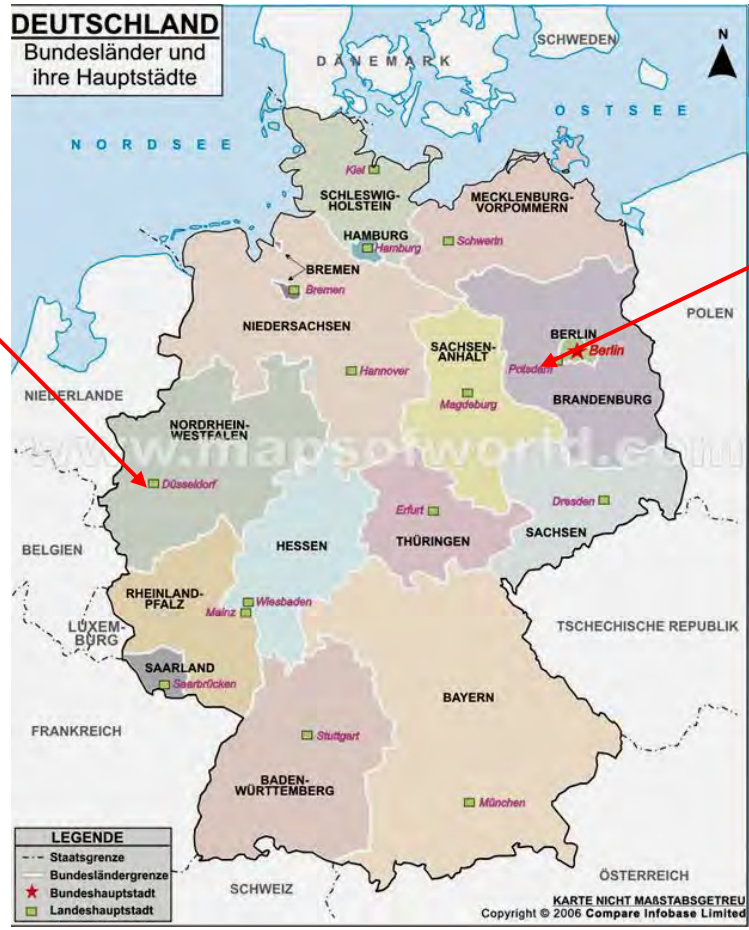 DEUTSCHLAND
Bundesländer und
ihre Hauptstädte
SCHWEDEN
N
DÄNEMARK
OSTSEE
NORDSEE
Kiel
SCHLESWIG-
HOLSTEIN
MECKLENBURG-
VORPOMMERN
HAMBURG
Hamburg
Schwerin
BREMEN
Bremen
POLEN
NIEDERSACHSEN
BERLIN
Berlin
SACHSEN-
ANHALT
Potsdam
Hannover
NIEDERLANDE
Magdeburg
BRANDENBURG
NORDRHEIN-
WESTFALEN
www.mapsofworld.com
Düsseldorf
Erfurt
Dresden
THÜRINGEN
SACHSEN
BELGIEN
HESSEN
RHEINLAND-
PFALZ
Wiesbaden
Mainz
LUXEM-
BURG
TSCHECHISCHE REPUBLIK
SAARLAND
Saarbrücken
BAYERN
FRANKREICH
Stuttgart
BADEN-
WÜRTTEMBERG
München
LEGENDE
Staatsgrenze
Bundesländergrenze
Bundeshauptstadt
Landeshauptstadt
SCHWEIZ
ÖSTERREICH
KARTE NICHT MAßSTABSGETREU
Copyright © 2006 Compare Infobase Limited